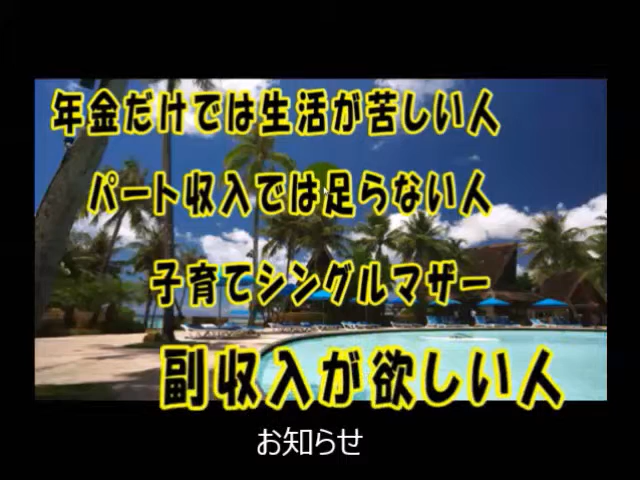 年金だけでは生活が苦しい人
パート収入では足らない人
子育てシングルマザー
副収入が欲しい人
お知らせ